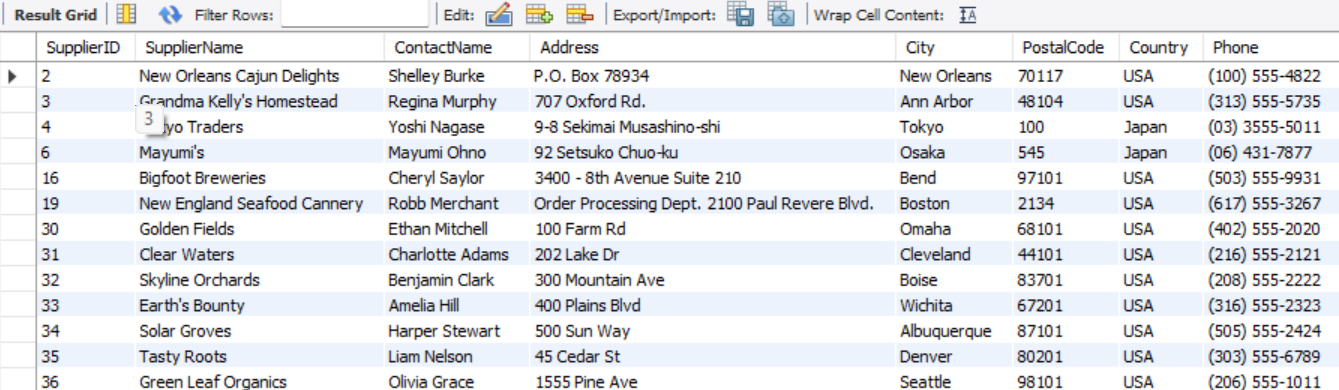 Result Grid Filter Rows: Edit: Export/Import: Wrap Cell Content:
SupplierID SupplierName ContactName Address City PostalCode Country Phone
2 New Orleans Cajun Delights Shelley Burke P.O. Box 78934 New Orleans 70117 USA (100) 555-4822
3 Grandma Kelly's Homestead Regina Murphy 707 Oxford Rd. Ann Arbor 48104 USA (313) 555-5735
3
4 yo Traders Yoshi Nagase 9-8 Sekimai Musashino-shi Tokyo 100 Japan (03) 3555-5011
6 Mayumi's Mayumi Ohno 92 Setsuko Chuo-ku Osaka 545 Japan (06) 431-7877
16 Bigfoot Breweries Cheryl Saylor 3400 - 8th Avenue Suite 210 Bend 97101 USA (503) 555-9931
19 New England Seafood Cannery Robb Merchant Order Processing Dept. 2100 Paul Revere Blvd. Boston 2134 USA (617) 555-3267
30 Golden Fields Ethan Mitchell 100 Farm Rd Omaha 68101 USA (402) 555-2020
31 Clear Waters Charlotte Adams 202 Lake Dr Cleveland 44101 USA (216) 555-2121
32 Skyline Orchards Benjamin Clark 300 Mountain Ave Boise 83701 USA (208) 555-2222
33 Earth's Bounty Amelia Hill 400 Plains Blvd Wichita 67201 USA (316) 555-2323
34 Solar Groves Harper Stewart 500 Sun Way Albuquerque 87101 USA (505) 555-2424
35 Tasty Roots Liam Nelson 45 Cedar St Denver 80201 USA (303) 555-6789
36 Green Leaf Organics Olivia Grace 1555 Pine Ave Seattle 98101 USA (206) 555-1011